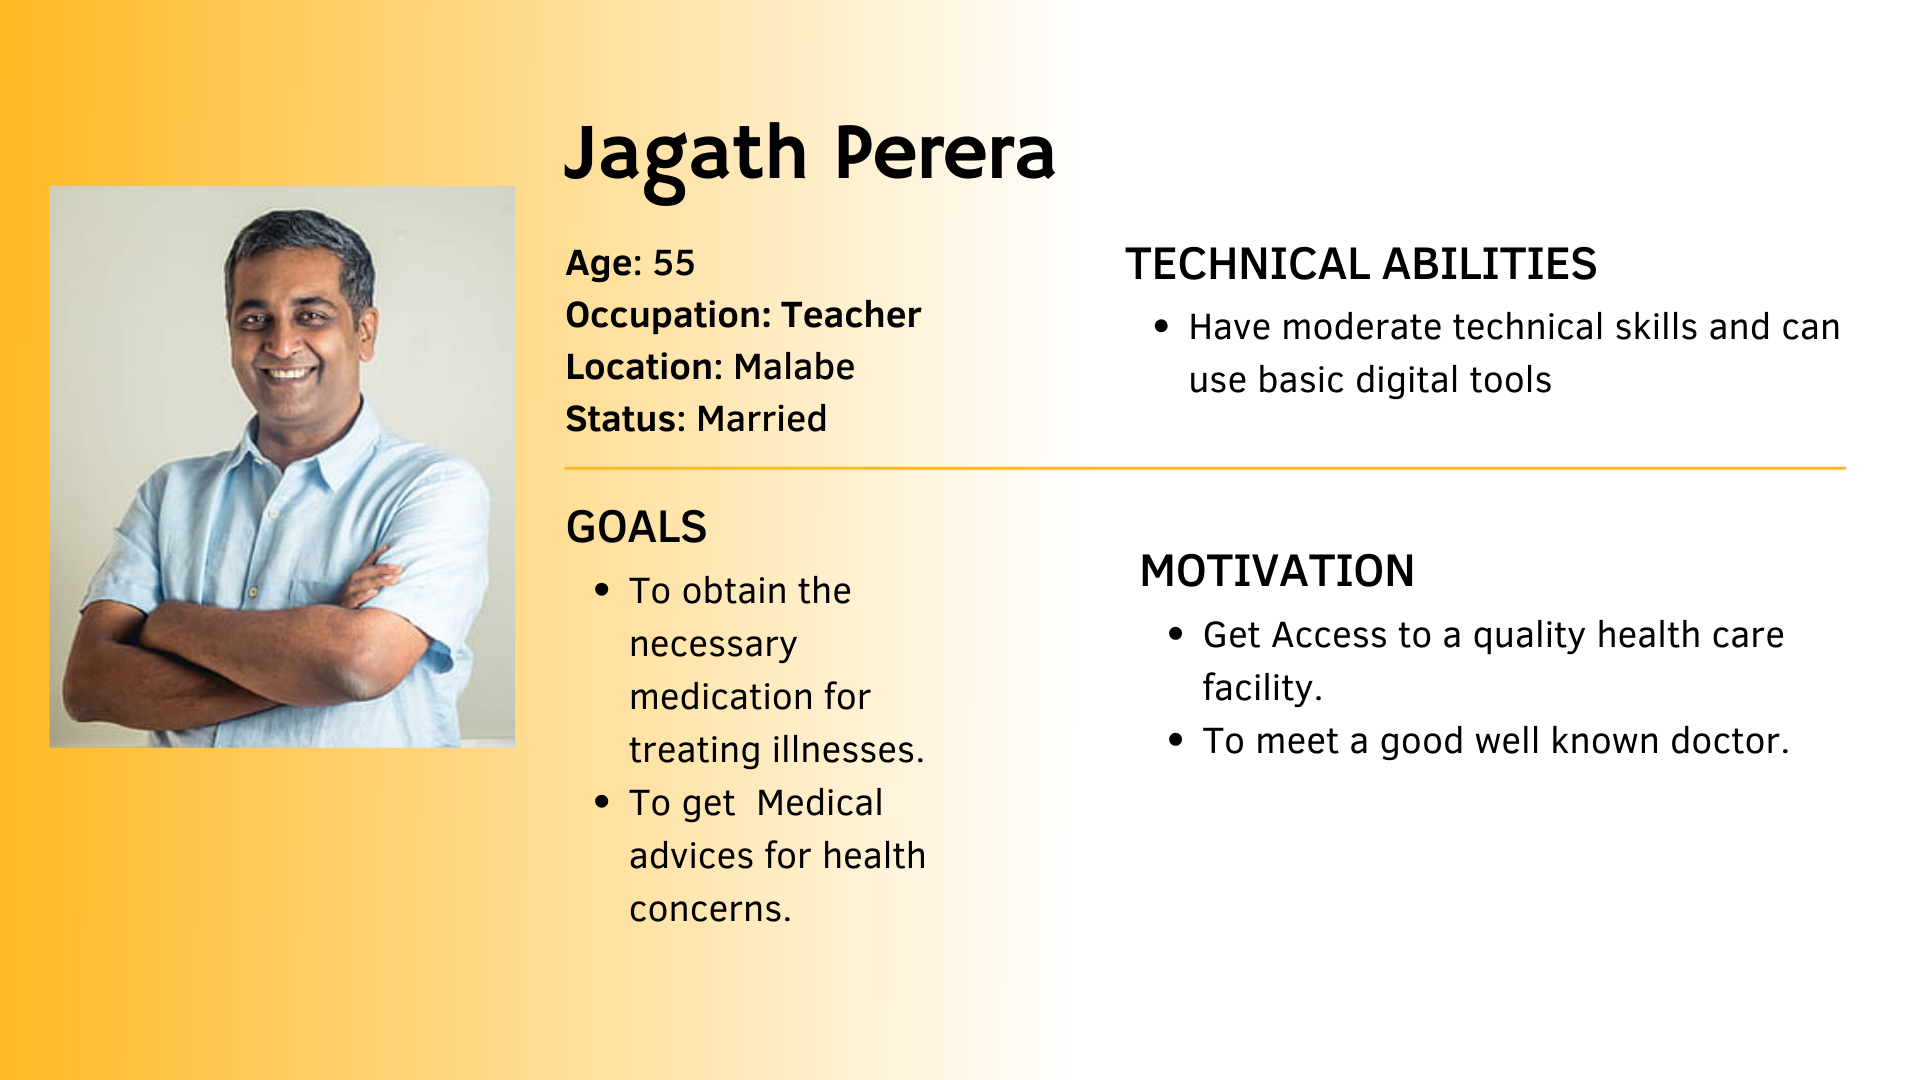 Jagath Perera
Age: 55
Occupation: Teacher
Location: Malabe
Status: Married
TECHNICAL ABILITIES
• Have moderate technical skills and can
use basic digital tools
GOALS
• To obtain the
necessary
medication for
treating illnesses.
• To get  Medical
advices for health
concerns.
MOTIVATION
• Get Access to a quality health care
facility.
• To meet a good well known doctor.